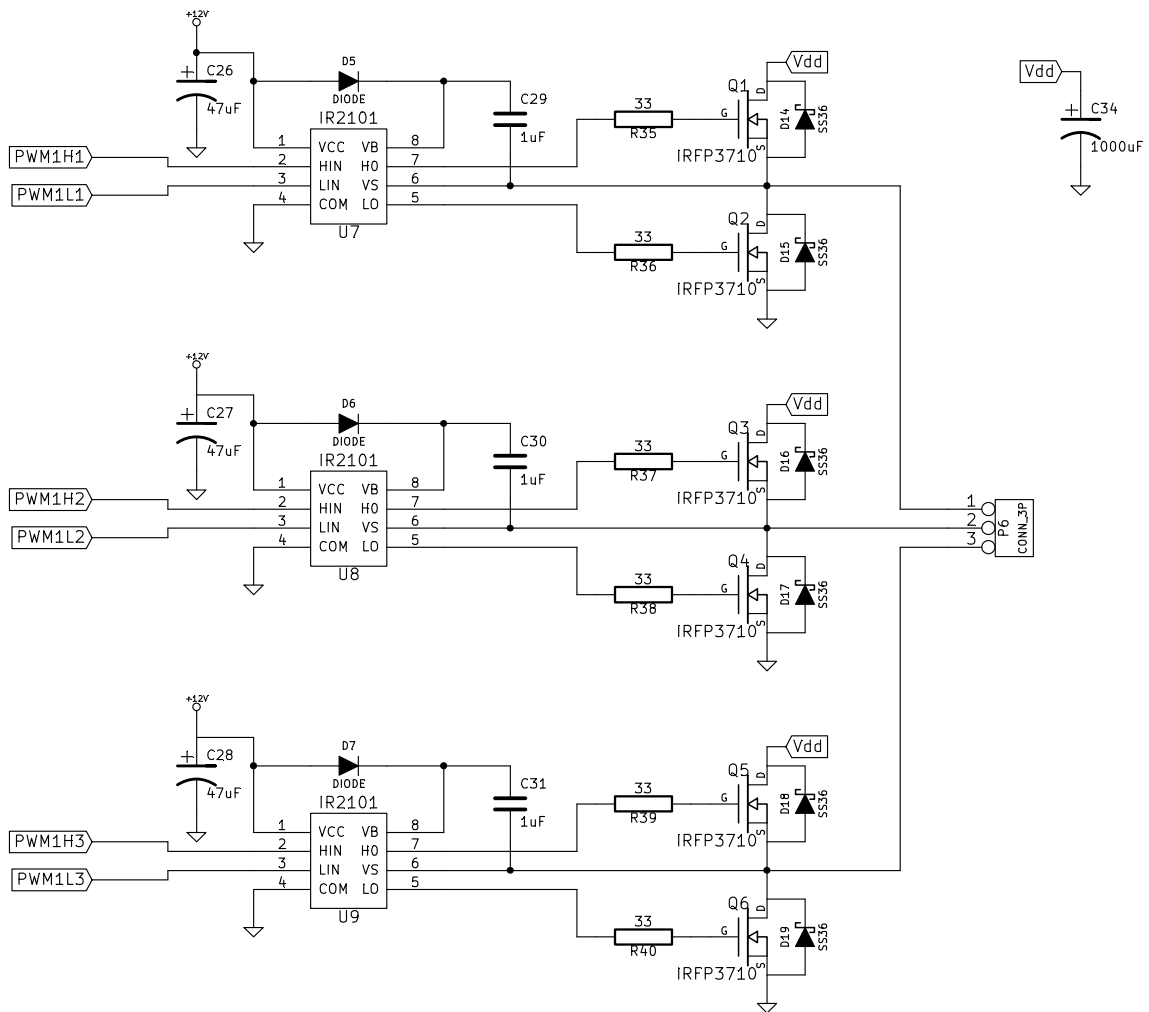 +12V
C26
47uF
D5
DIODE
IR2101
1 VCC VB 8
2 HIN HO 7
3 LIN VS 6
4 COM LO 5
U7
PWM1H1
PWM1L1
C29
1uF
33
R35
Q1
G
D
S
IRFP3710
D14
SS36
Vdd
33
R36
Q2
G
D
S
IRFP3710
D15
SS36
Vdd
C34
1000uF
+12V
C27
47uF
D6
DIODE
IR2101
1 VCC VB 8
2 HIN HO 7
3 LIN VS 6
4 COM LO 5
U8
PWM1H2
PWM1L2
C30
1uF
33
R37
Q3
G
D
S
IRFP3710
D16
SS36
Vdd
33
R38
Q4
G
D
S
IRFP3710
D17
SS36
1
2
3
P6
CONN_3P
+12V
C28
47uF
D7
DIODE
IR2101
1 VCC VB 8
2 HIN HO 7
3 LIN VS 6
4 COM LO 5
U9
PWM1H3
PWM1L3
C31
1uF
33
R39
Q5
G
D
S
IRFP3710
D18
SS36
Vdd
33
R40
Q6
G
D
S
IRFP3710
D19
SS36